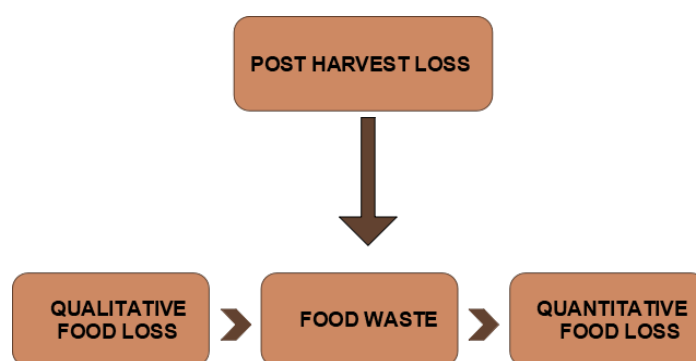 POST HARVEST LOSS
QUALITATIVE
FOOD LOSS
FOOD WASTE
QUANTITATIVE
FOOD LOSS